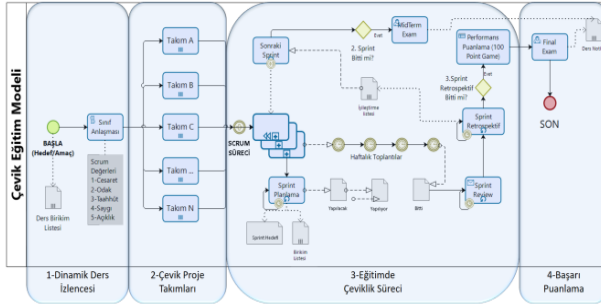 Çevik Eğitim Modeli
BAŞLA
(Hedef/Amaç)
Ders Birikim
Listesi
Sınıf
Anlaşması
Scrum
Değerleri
1-Cesaret
2-Odak
3-Taahhüt
4-Saygı
5-Açıklık
Takım A
Takım B
Takım C
Takım ...
Takım N
SCRUM
SÜRECİ
Sonraki
Sprint
2. Sprint
Bitti mi?
Evet
MidTerm
Exam
İyileştirme
Listesi
Haftalık Toplantılar
Sprint
Planlama
Sprint Hedefi
Birikim
Listesi
Yapılacak
Yapılıyor
Bitti
Sprint
Review
Sprint
Retrospektif
3.Sprint
Retrospektif
Bitti mi?
Evet
Performans
Puanlama (100
Point Game)
Final
Exam
Ders Notu
SON
1-Dinamik Ders
İzlencesi
2-Çevik Proje
Takımları
3-Eğitimde
Çeviklik Süreci
4-Başarı
Puanlama